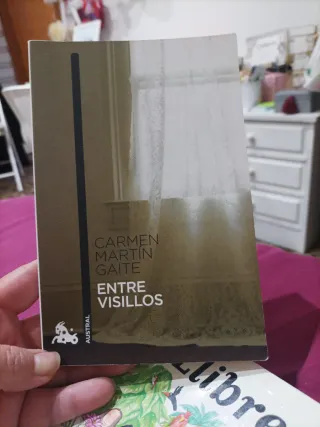 CARMEN
MARTÍN
GAITE
ENTRE
VISILLOS
AUSTRAL
Llibre